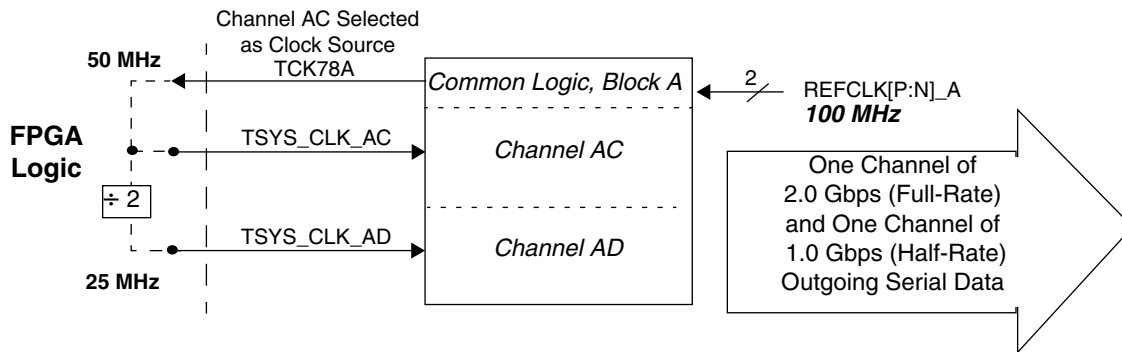 Channel AC Selected
as Clock Source
TCK78A
50 MHz
Common Logic, Block A
2
REFCLK[P:N]_A
100 MHz
FPGA
Logic
TSYS_CLK_AC
Channel AC
÷ 2
TSYS_CLK_AD
Channel AD
25 MHz
One Channel of
2.0 Gbps (Full-Rate)
and One Channel of
1.0 Gbps (Half-Rate)
Outgoing Serial Data